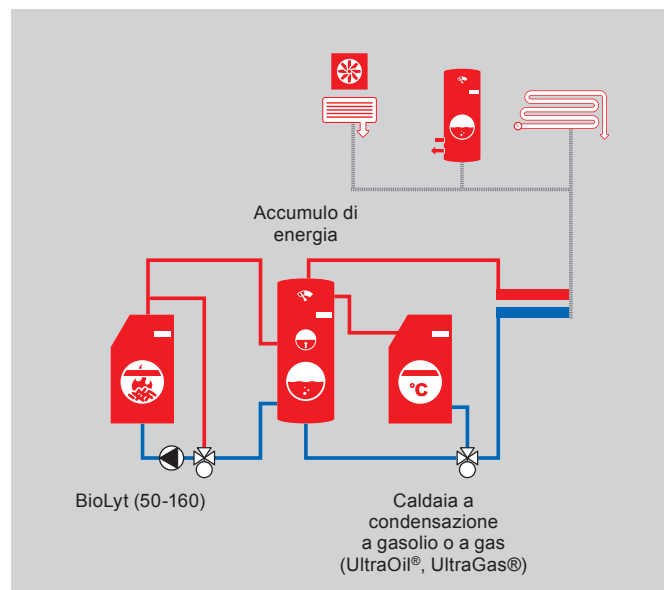 Accumulo di
energia
°C
BioLyt (50-160)
Caldaia a
condensazione
a gasolio o a gas
(UltraOil®, UltraGas®)